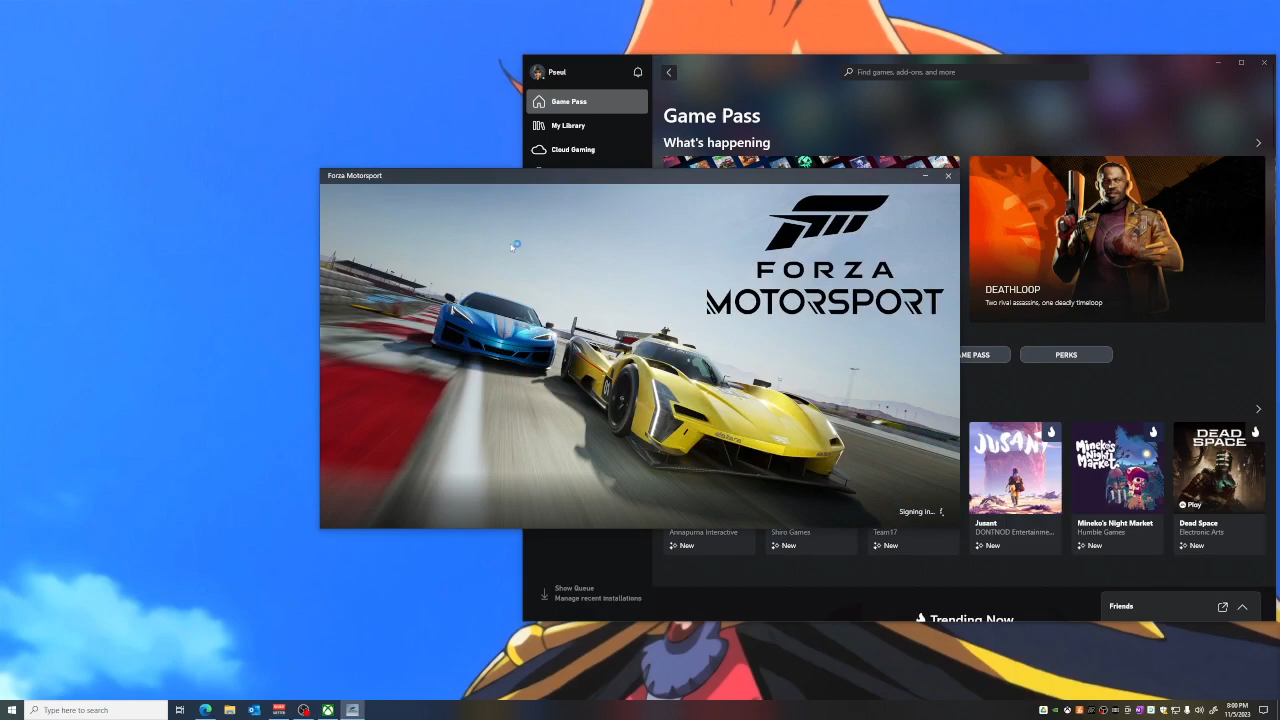 Pseul
Find games, add-ons, and more
Game Pass
My Library
Cloud Gaming
Game Pass
What's happening
Forza Motorsport
FORZA
MOTORSPORT
Signing in...
DEATHLOOP
Two rival assassins, one deadly timeloop
ME PASS
PERKS
JUSANT
Mineko's
Night
Market
DEAD
SPACE
Play
Jusant
Mineko's Night Market
Dead Space
Annapurna Interactive
Shiro Games
Team17
DONTNOD Entertainme...
Humble Games
Electronic Arts
New
New
New
New
New
New
Show Queue
Manage recent installations
Trending Now
Friends
Type here to search
8:00 PM
11/5/2023